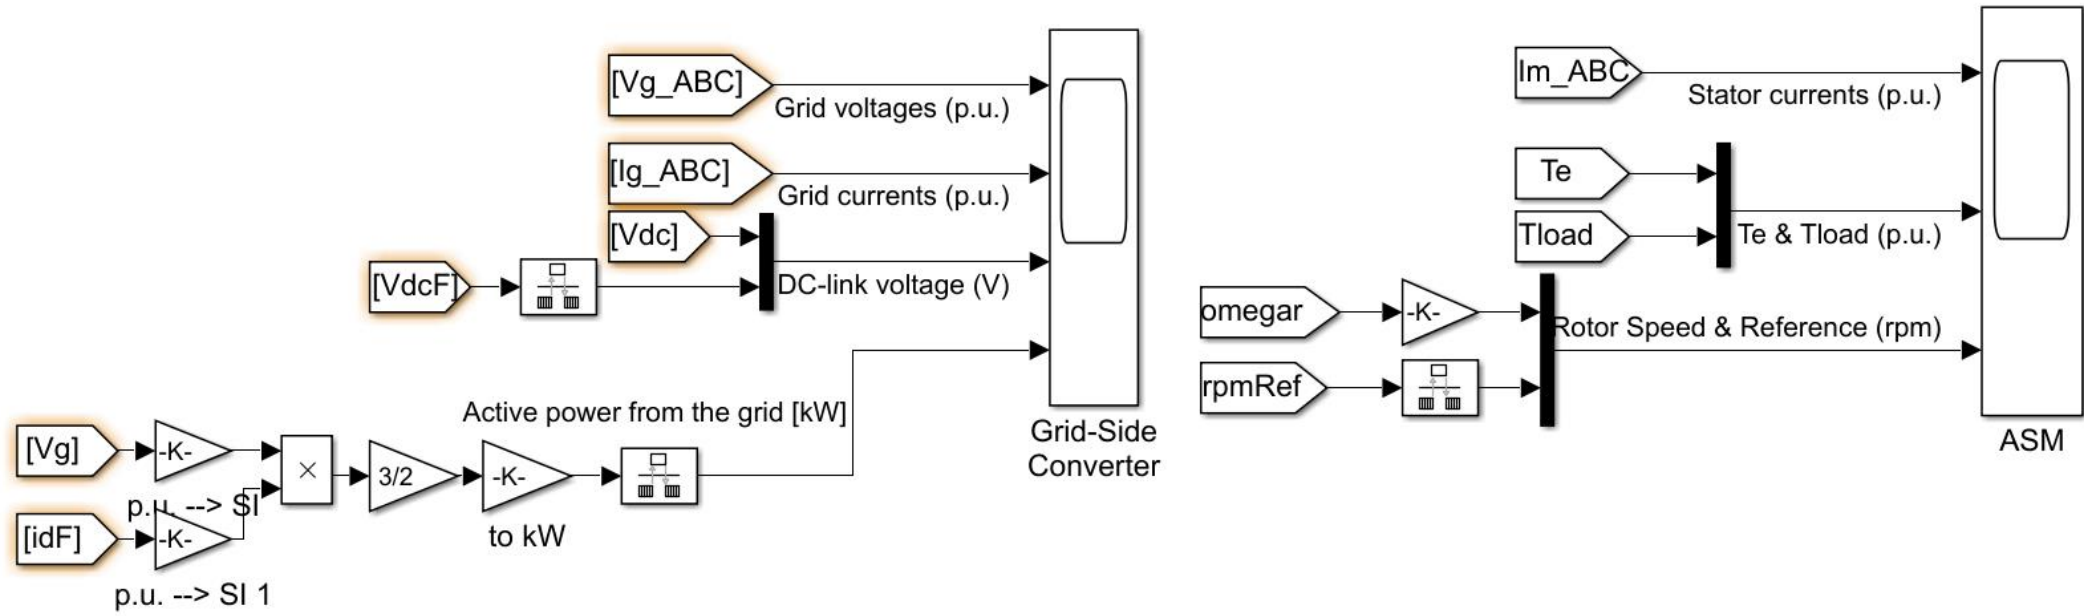 [Vg_ABC]
Grid voltages (p.u.)
[Ig_ABC]
Grid currents (p.u.)
[Vdc]
[VdcF]
DC-link voltage (V)
Active power from the grid [kW]
[Vg]
-K-
×
3/2
-K-
to kW
p.u. --> SI
[idF]
-K-
p.u. --> SI 1
Grid-Side
Converter
Im_ABC
Stator currents (p.u.)
Te
Tload
Te & Tload (p.u.)
omegar
-K-
Rotor Speed & Reference (rpm)
rpmRef
ASM